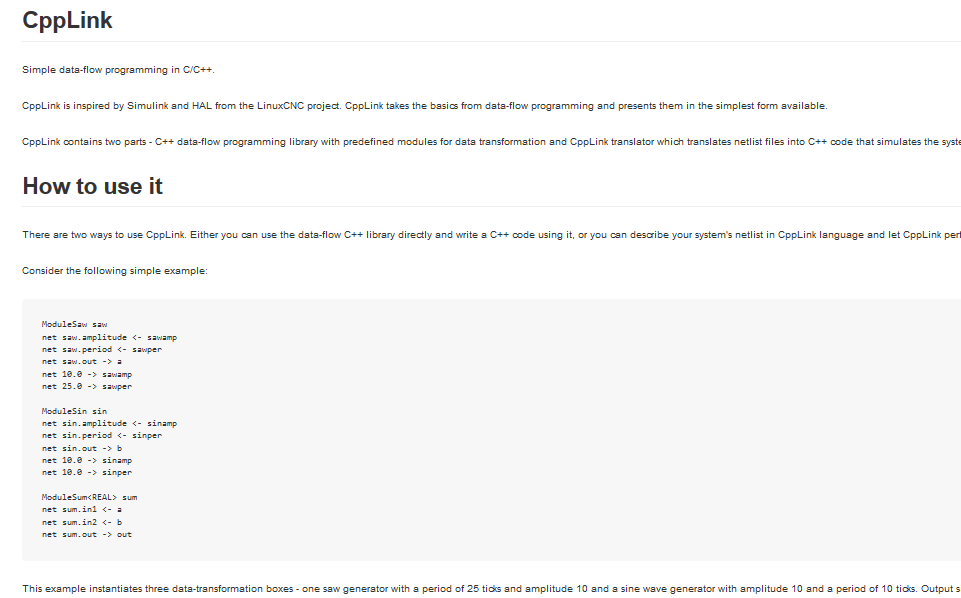 CppLink
Simple data-flow programming in C/C++.
CppLink is inspired by Simulink and HAL from the LinuxCNC project. CppLink takes the basics from data-flow programming and presents them in the simplest form available.
CppLink contains two parts - C++ data-flow programming library with predefined modules for data transformation and CppLink translator which translates netlist files into C++ code that simulates the syste
How to use it
There are two ways to use CppLink. Either you can use the data-flow C++ library directly and write a C++ code using it, or you can describe your system's netlist in CppLink language and let CppLink perf
Consider the following simple example:
ModuleSaw saw
net saw.amplitude <- sawamp
net saw.period <- sawper
net saw.out -> a
net 10.0 -> sawamp
net 25.0 -> sawper
ModuleSin sin
net sin.amplitude <- sinamp
net sin.period <- sinper
net sin.out -> b
net 10.0 -> sinamp
net 10.0 -> sinper
ModuleSum<REAL> sum
net sum.in1 <- a
net sum.in2 <- b
net sum.out -> out
This example instantiates three data-transformation boxes - one saw generator with a period of 25 ticks and amplitude 10 and a sine wave generator with amplitude 10 and a period of 10 ticks. Output s